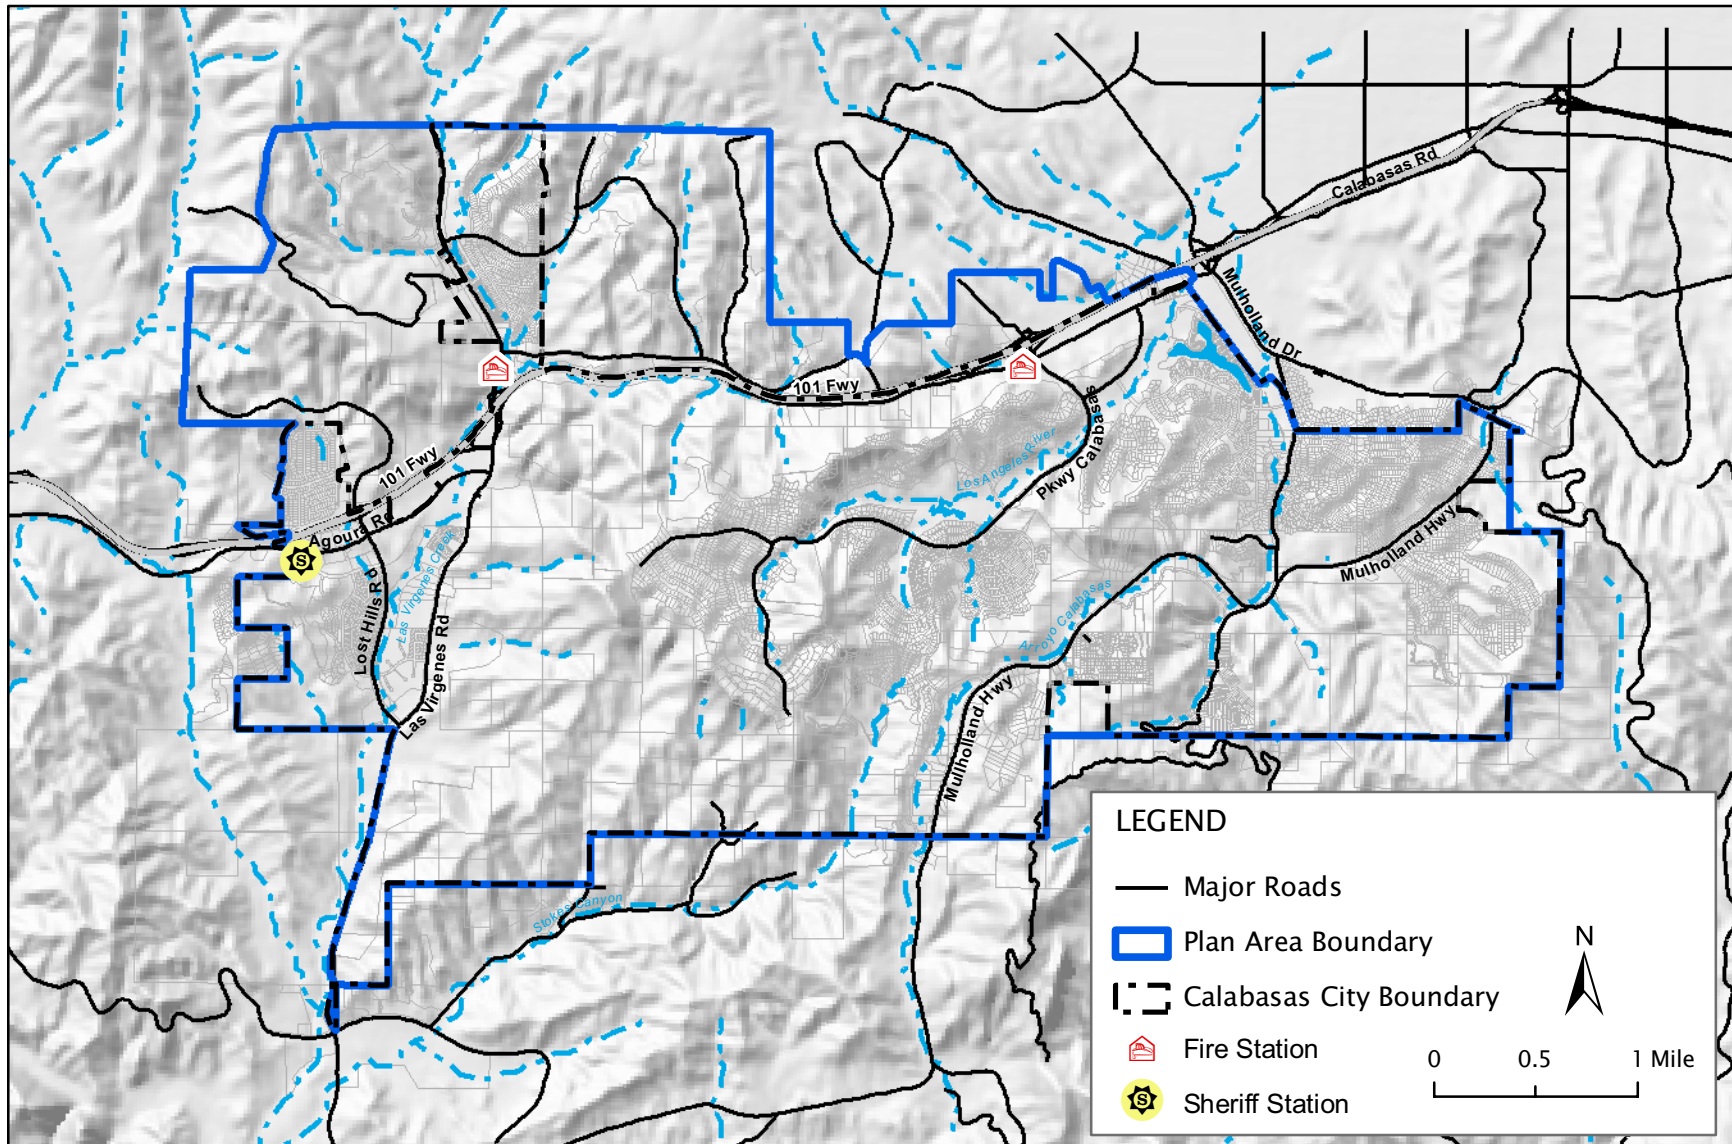 Calabasas Rd
Mulholland Dr
101 Fwy
Pkwy Calabasas
Los Angeles River
101 Fwy
Agoura Rd
Mulholland Hwy
Las Virgenes Creek
Lost Hills Rd
Arroyo Calabasas
Las Virgenes Rd
Mullholland Hwy
Stokes Canyon
S
LEGEND
Major Roads
Plan Area Boundary
Calabasas City Boundary
Fire Station
S
Sheriff Station
N
0 0.5 1 Mile